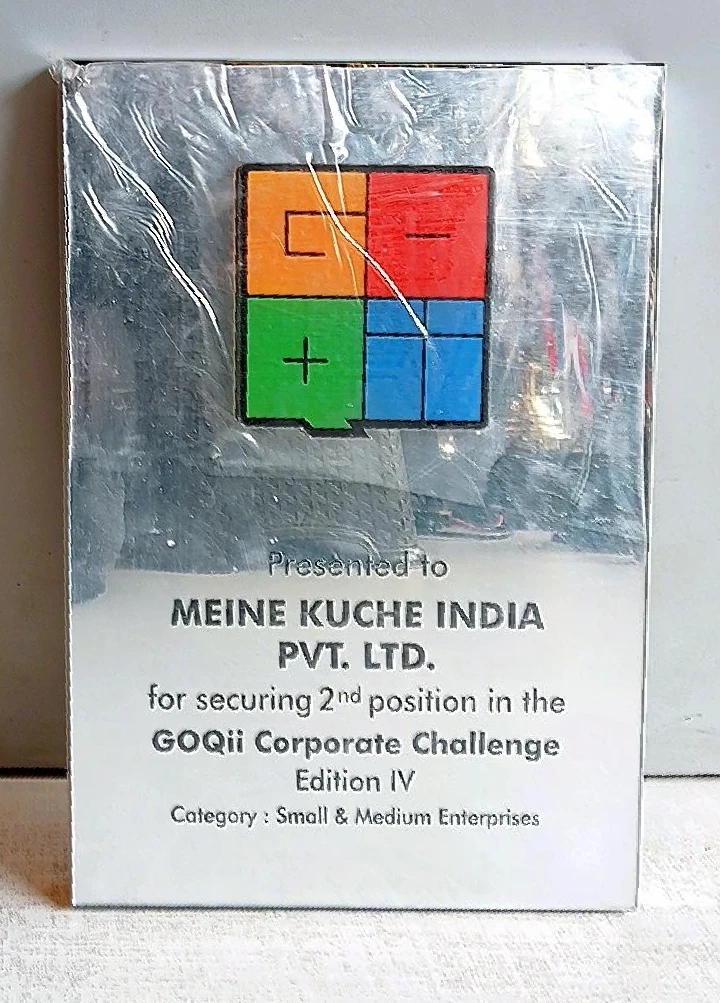 Presented to
MEINE KUCHE INDIA
PVT. LTD.
for securing 2nd position in the
GOQii Corporate Challenge
Edition IV
Category : Small & Medium Enterprises